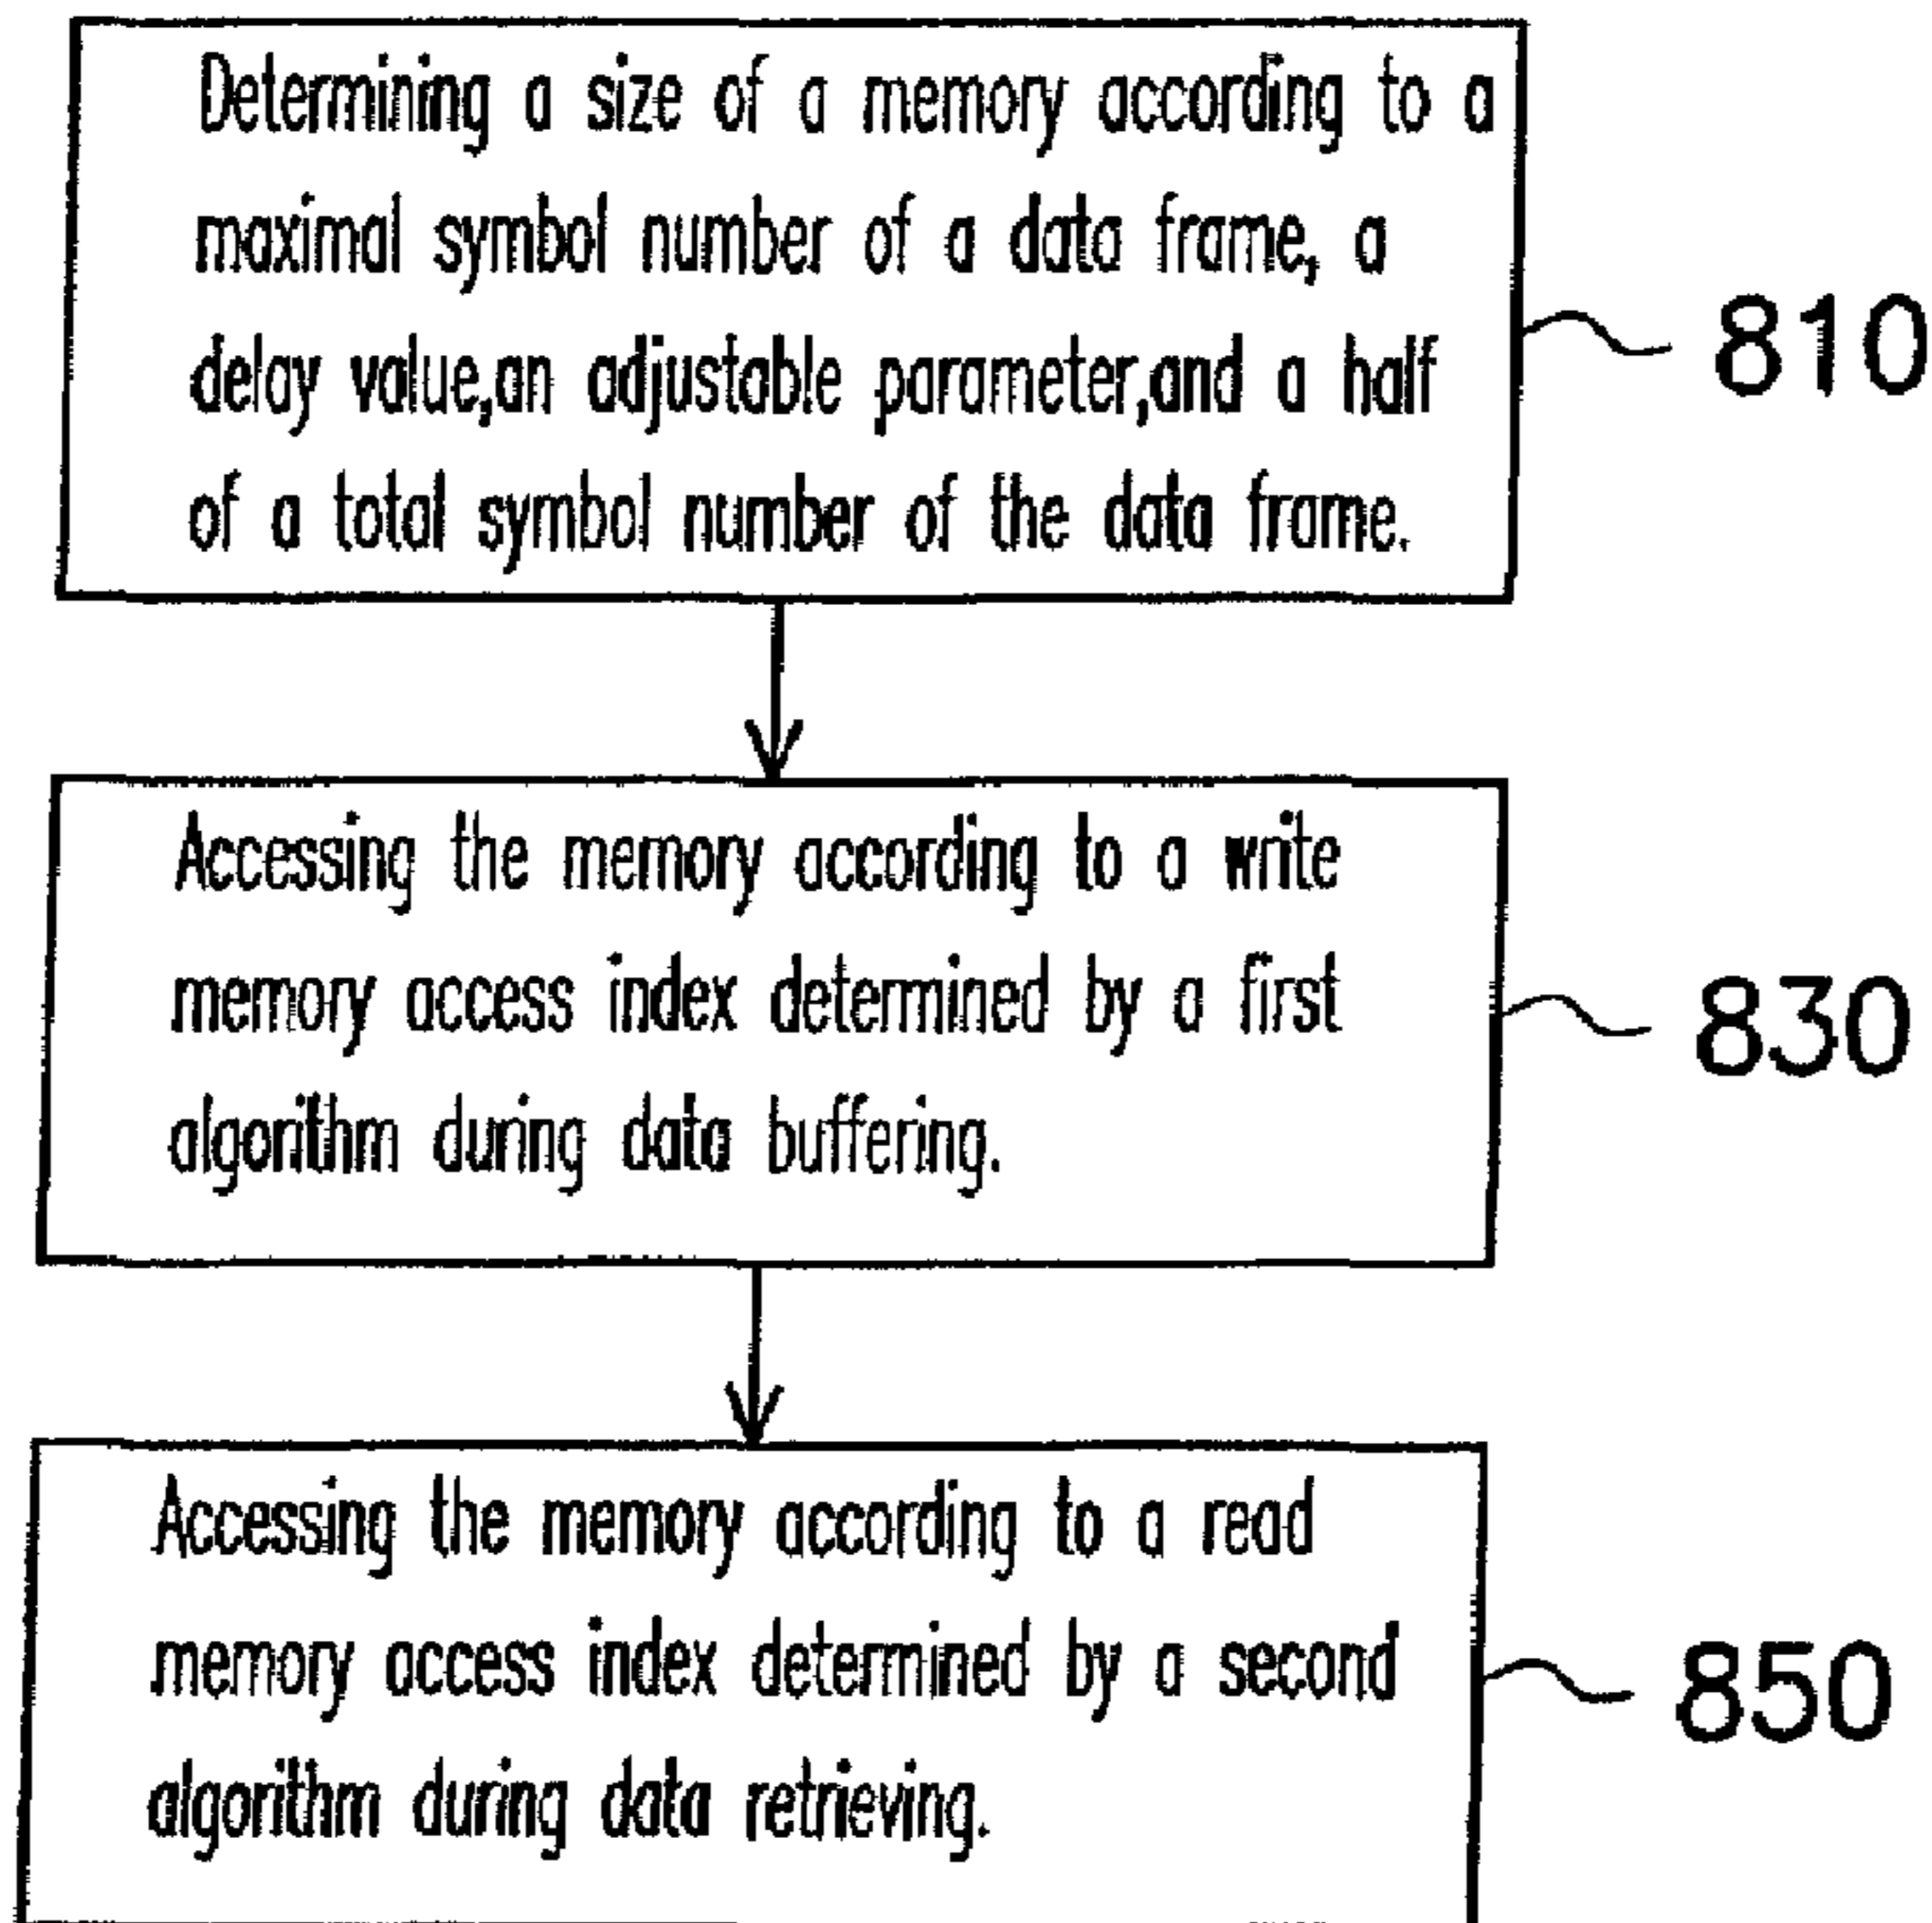 Determining a size of a memory according to a
maximal symbol number of a data frame, a
delay value,an adjustable parameter,and a half
of a total symbol number of the data frame.
810
Accessing the memory according to a write
memory access index determined by a first
algorithm during data buffering.
830
Accessing the memory according to a read
memory access index determined by a second
algorithm during data retrieving.
850